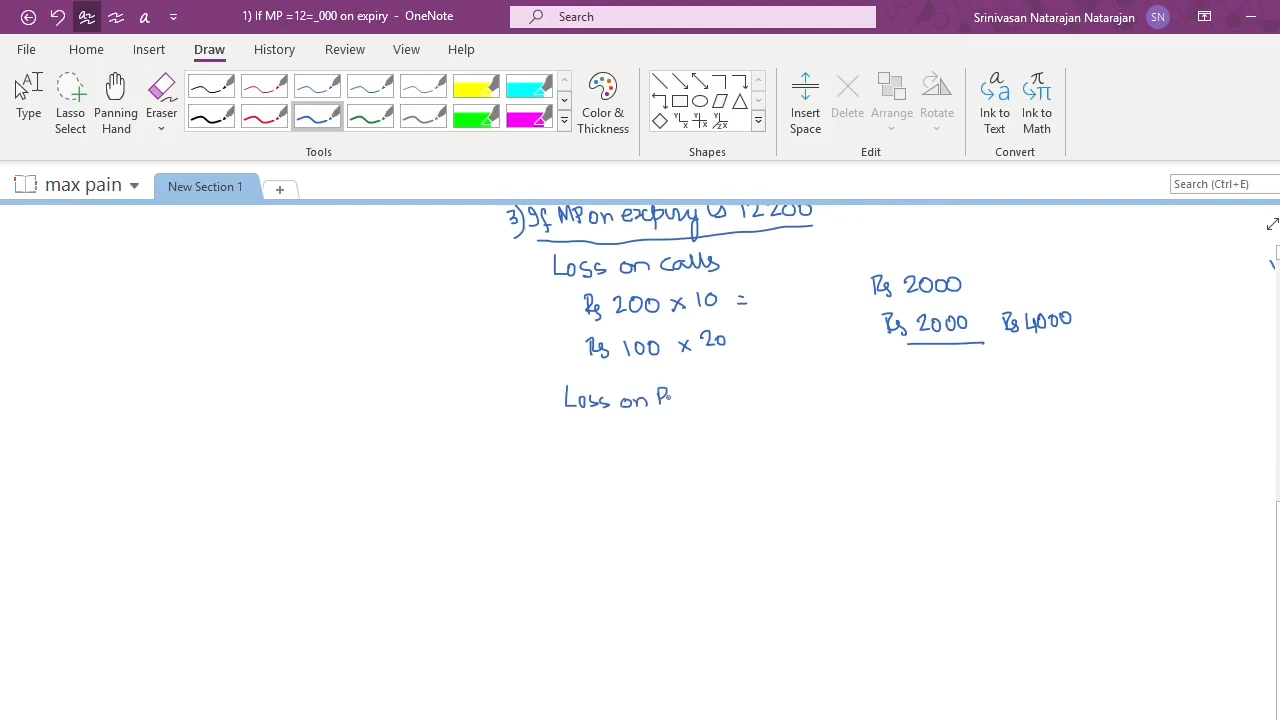 1) If MP =12=_000 on expiry - OneNote
Search
Srinivasan Natarajan Natarajan
SN
File
Home
Insert
Draw
History
Review
View
Help
Type
Lasso Select
Panning Hand
Eraser
Color & Thickness
Insert Space
Delete
Arrange
Rotate
Ink to Text
Ink to Math
Tools
Shapes
Edit
Convert
max pain
New Section 1
+
Search (Ctrl+E)
3) If MP on expiry is 12200
Loss on calls
Rs 200 x 10 = Rs 2000
Rs 100 x 20 Rs 2000 Rs 4000
Loss on P